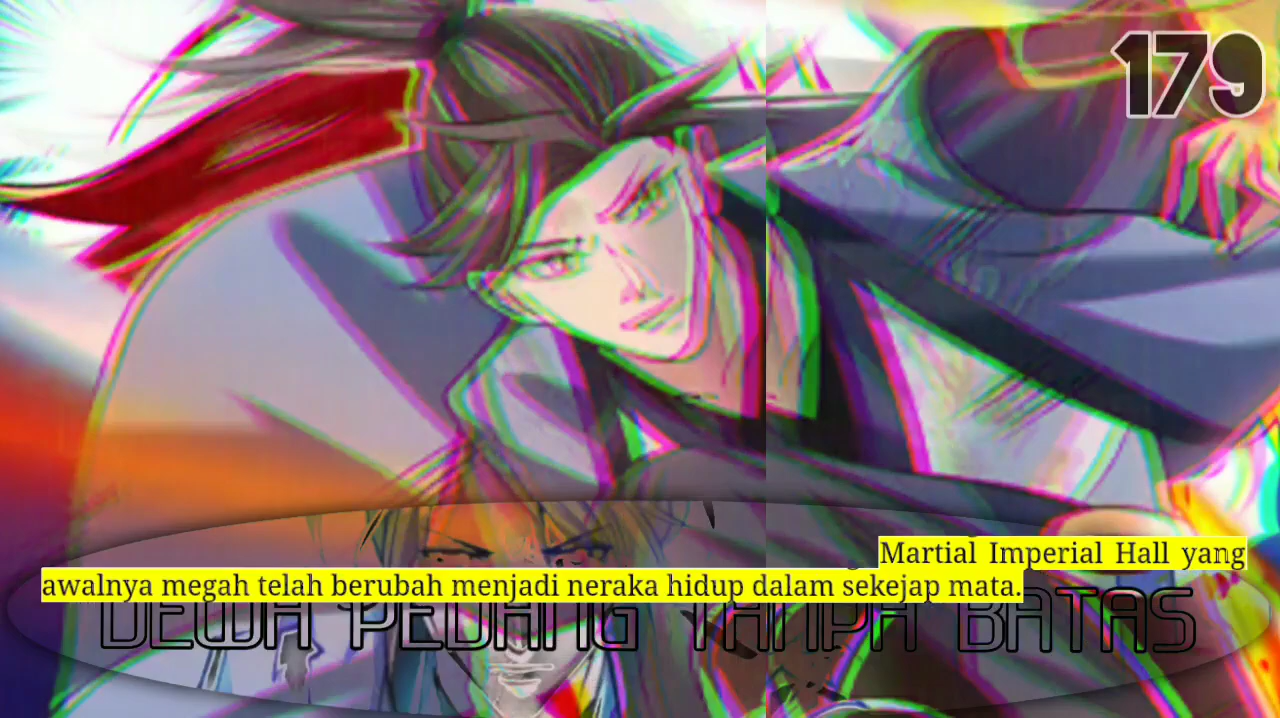 179
Martial Imperial Hall yang
awalnya megah telah berubah menjadi neraka hidup dalam sekejap mata.
DEWA PEDANG TANPA BATAS